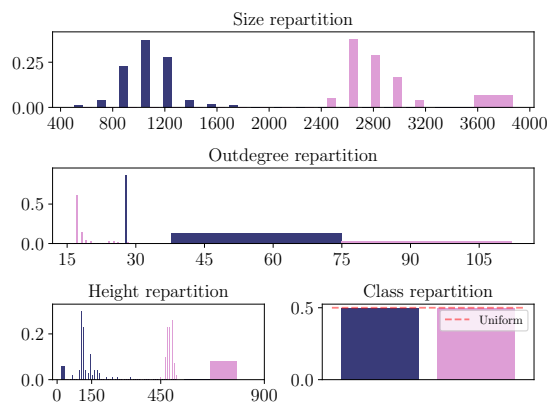 Size repartition
0.25
0.00
400 800 1200 1600 2000 2400 2800 3200 3600 4000
Outdegree repartition
0.5
0.0
15 45 60 75 90 105
Height repartition
0.2
0.0
0 150 450 900
Class repartition
0.5
Uniform
0.0